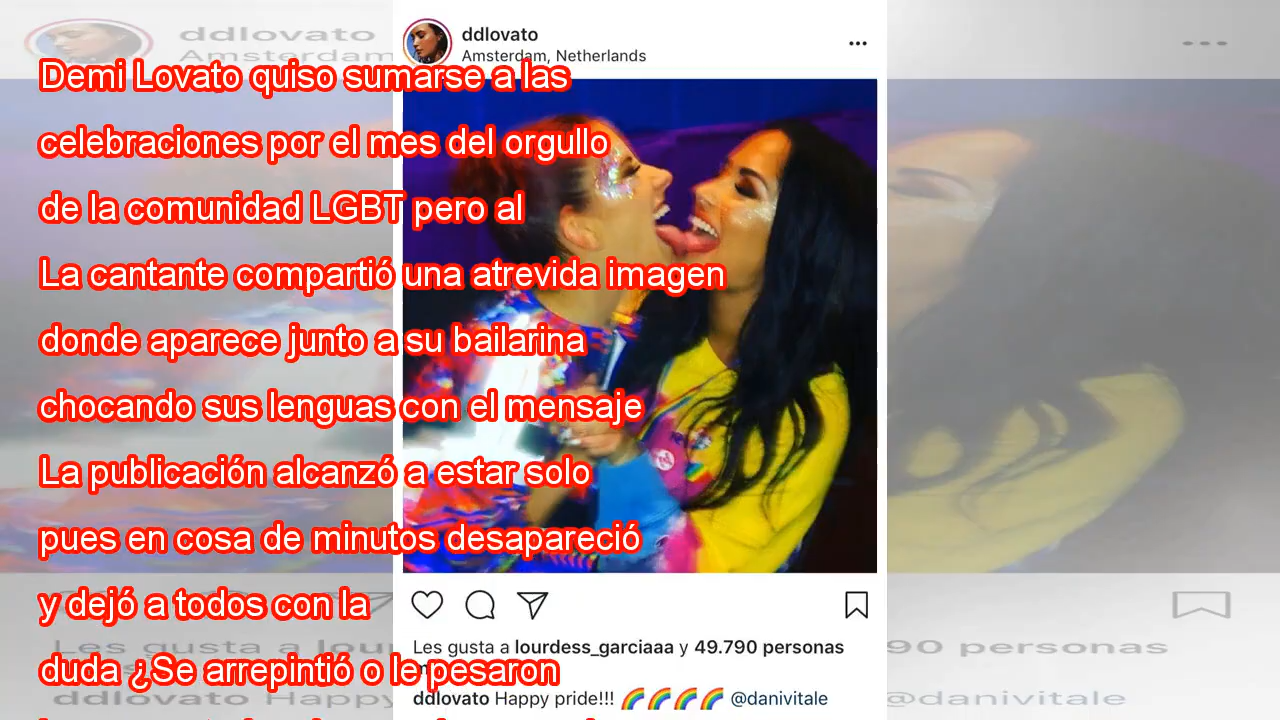 ddlovato
Amsterdam, Netherlands
Demi Lovato quiso sumarse a las
celebraciones por el mes del orgullo
de la comunidad LGBT pero al
La cantante compartió una atrevida imagen
donde aparece junto a su bailarina
chocando sus lenguas con el mensaje
La publicación alcanzó a estar solo
pues en cosa de minutos desapareció
y dejó a todos con la
duda ¿Se arrepintió o le pesaron
Les gusta a lourdess_garciaaa y 49.790 personas
ddlovato Happy pride!!! 🌈🌈🌈🌈 @danivitale